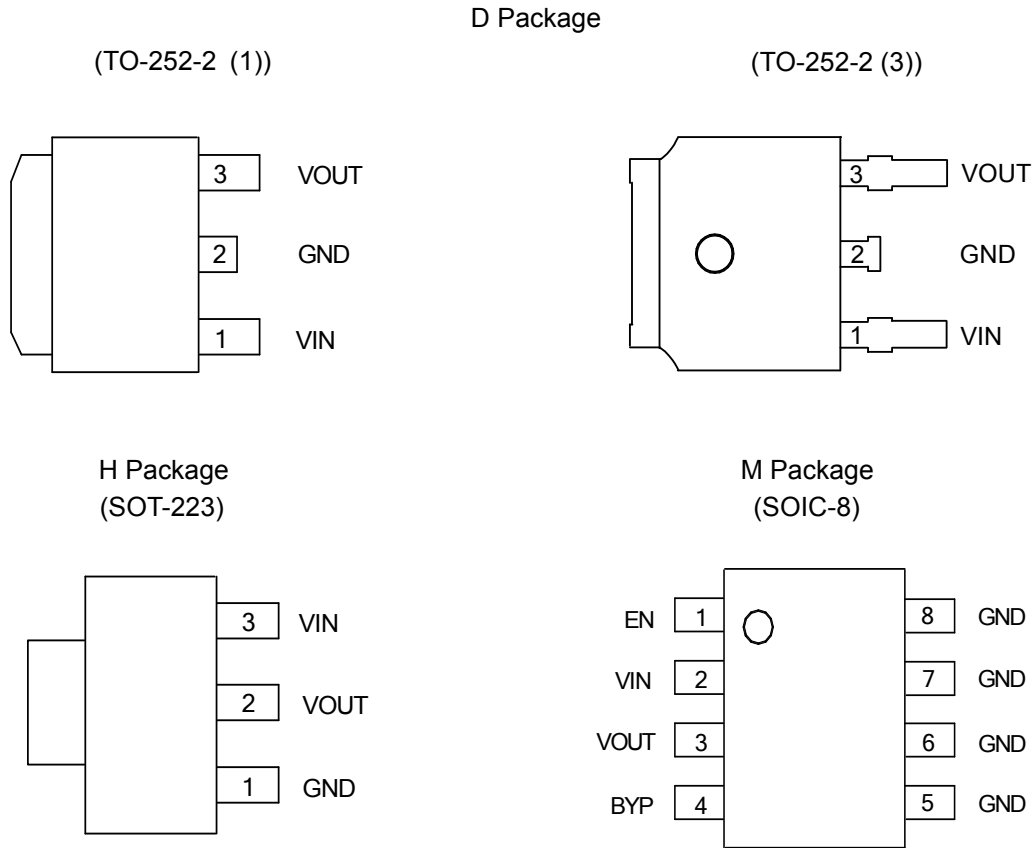 D Package
(TO-252-2 (1))
(TO-252-2 (3))
3 VOUT
2 GND
1 VIN
3 VOUT
2 GND
1 VIN
H Package
(SOT-223)
M Package
(SOIC-8)
3 VIN
2 VOUT
1 GND
EN 1 8 GND
VIN 2 7 GND
VOUT 3 6 GND
BYP 4 5 GND